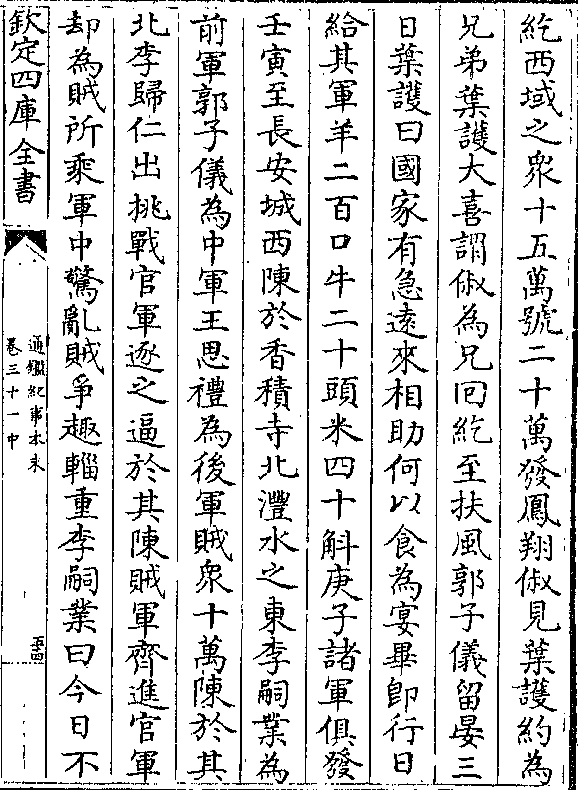 紇西域之衆十五萬號二十萬發鳳翔俶見葉護約為
兄弟葉護大喜謂俶為兄回紇至扶風郭子儀留晏三
日葉護曰國家有急逺來相助何以食為宴畢即行日
給其軍羊二百口牛二十頭米四十斛庚子諸軍俱發
壬寅至長安城西陳於香積寺北灃水之東李嗣業為
前軍郭子儀為中軍王思禮為後軍賊衆十萬陳於其
北李歸仁出挑戰官軍逐之逼於其陳賊軍齊進官軍
却為賊所乘軍中驚亂賊爭趣輜重李嗣業曰今日不
欽定四庫全書
通鑑紀事本末
卷三十一中
五四